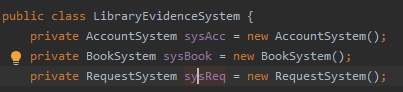 public class LibraryEvidenceSystem {
private AccountSystem sysAcc = new AccountSystem();
private BookSystem sysBook = new BookSystem();
private RequestSystem sysReq = new RequestSystem();